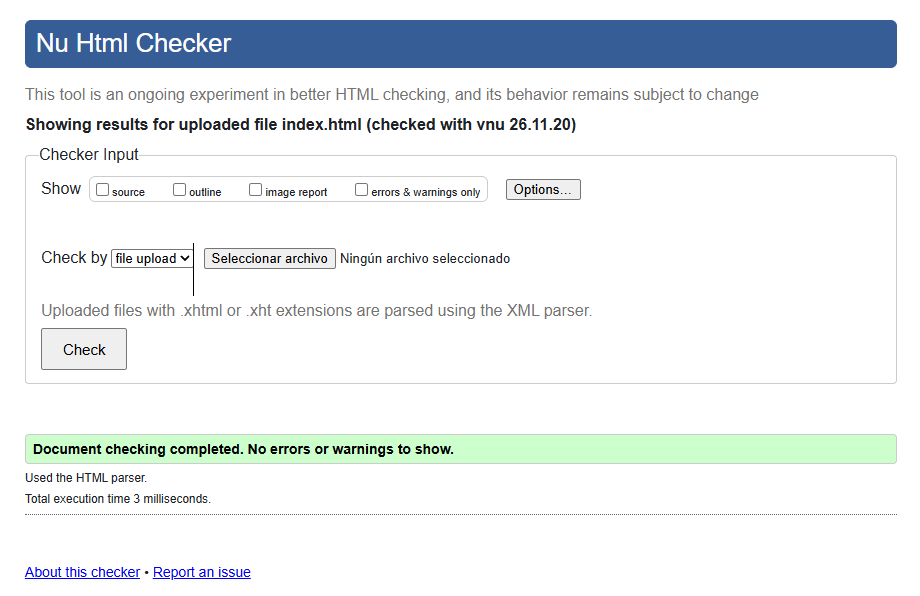 Nu Html Checker
This tool is an ongoing experiment in better HTML checking, and its behavior remains subject to change
Showing results for uploaded file index.html (checked with vnu 26.11.20)
Checker Input
Show source outline image report errors & warnings only Options...
Check by file upload Seleccionar archivo Ningún archivo seleccionado
Uploaded files with .xhtml or .xht extensions are parsed using the XML parser.
Check
Document checking completed. No errors or warnings to show.
Used the HTML parser.
Total execution time 3 milliseconds.
About this checker • Report an issue